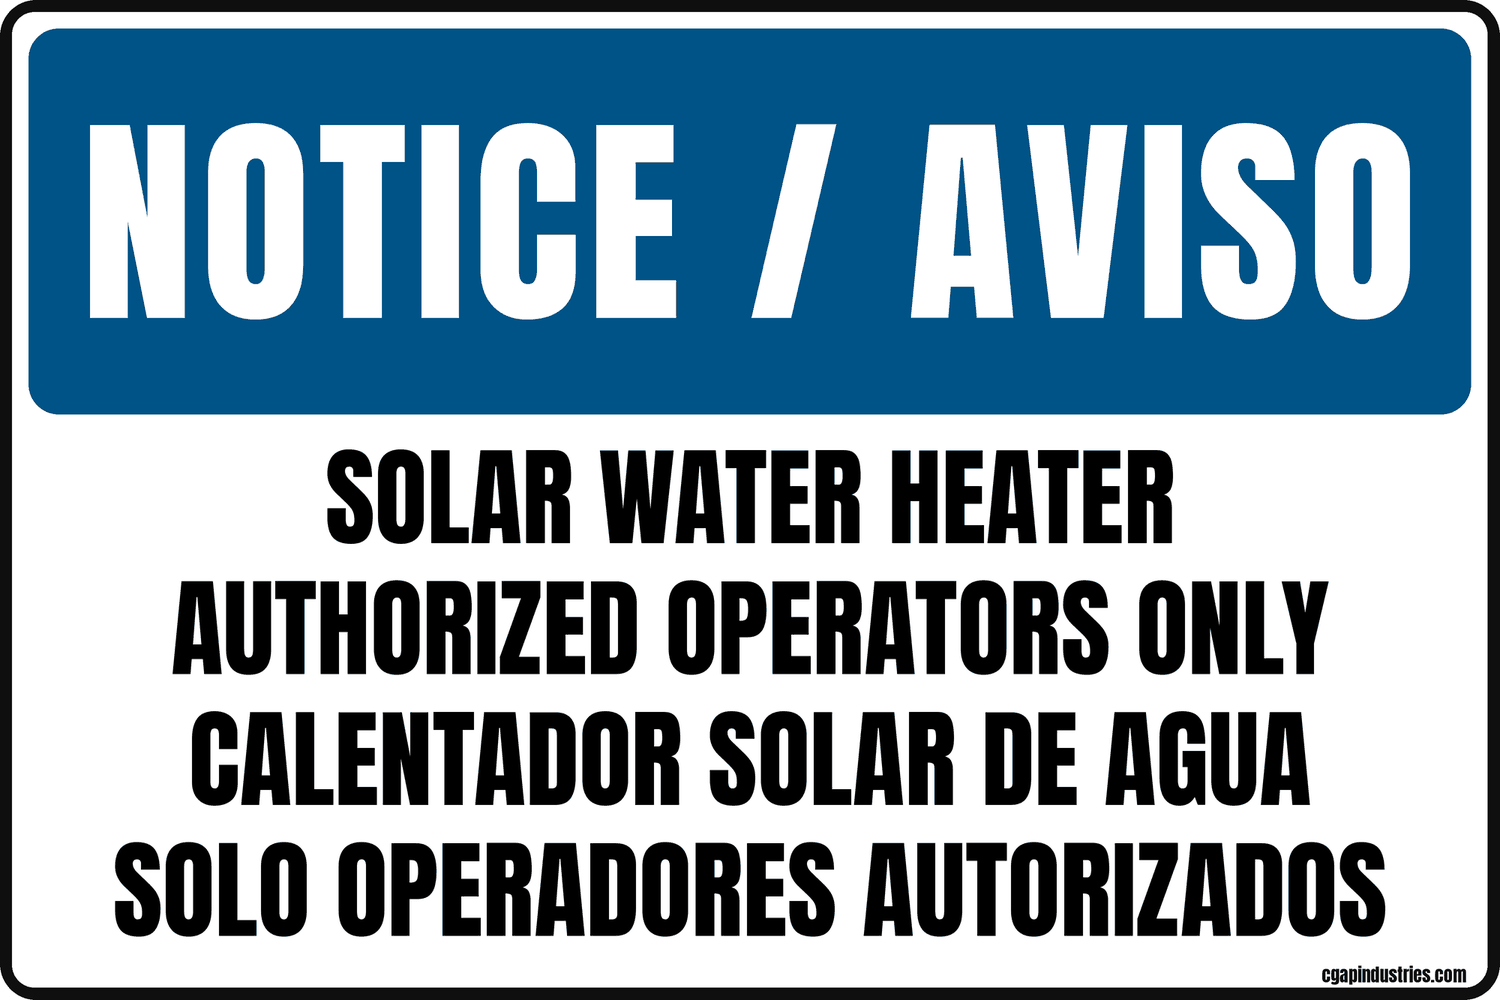 NOTICE / AVISO
SOLAR WATER HEATER
AUTHORIZED OPERATORS ONLY
CALENTADOR SOLAR DE AGUA
SOLO OPERADORES AUTORIZADOS
cgapindustries.com